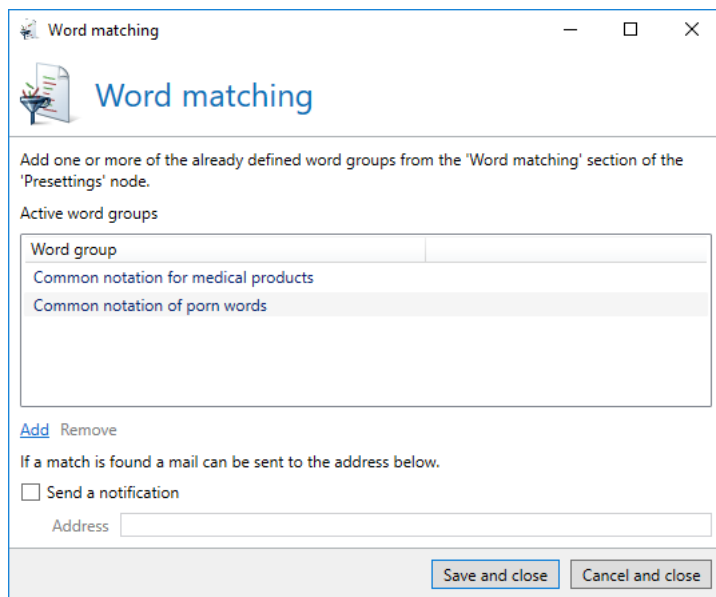 Word matching
Word matching
Add one or more of the already defined word groups from the 'Word matching' section of the
'Presettings' node.
Active word groups
Word group
Common notation for medical products
Common notation of porn words
Add Remove
If a match is found a mail can be sent to the address below.
Send a notification
Address
Save and close Cancel and close